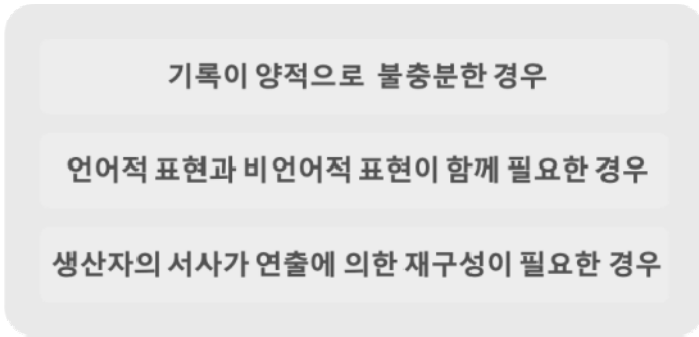 기록이 양적으로 불충분한 경우
언어적 표현과 비언어적 표현이 함께 필요한 경우
생산자의 서사가 연출에 의한 재구성이 필요한 경우